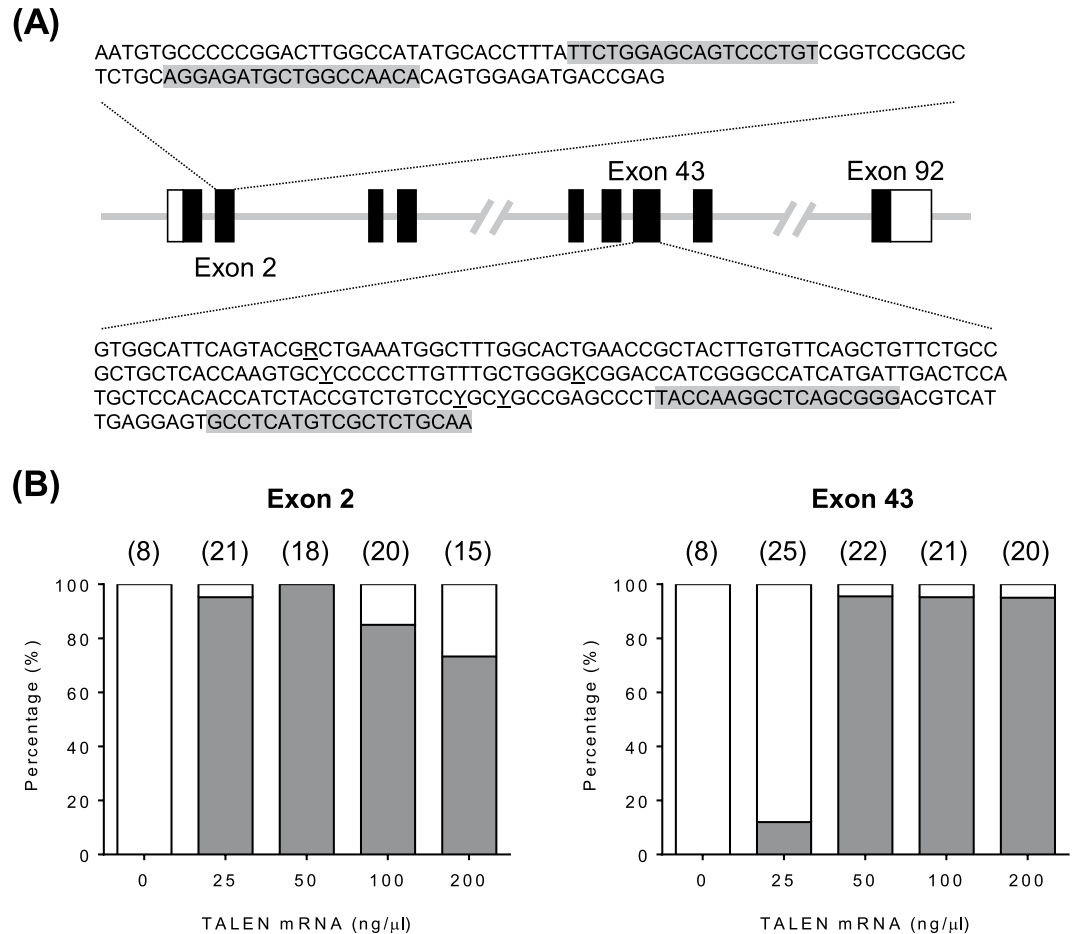 (A)
AATGTGCCCCCGGACTTGGCCATATGCACCTTTATTCTGGAGCAGTCCCTGTCGGTCCGCGC
TCTGCAGGAGATGCTGGCCAACACAGTGGAGATGACCGAG
Exon 43
Exon 92
Exon 2
GTGGCATTCAGTACGRCTGAAATGGCTTTGGCACTGAACCGCTACTTGTGTTCAGCTGTTCTGCC
GCTGCTCACCAAGTGCYCCCCCTTGTTTGCTGGGKCGGACCATCGGGCCATCATGATTGACTCCA
TGCTCCACACCATCTACCGTCTGTCCYGCYGCCGAGCCCTTACCAAGGCTCAGCGGGACGTCAT
TGAGGAGTGCCTCATGTCGCTCTGCAA
(B)
Exon 2
(8) (21) (18) (20) (15)
Percentage (%)
100
80
60
40
20
0
0 25 50 100 200
TALEN mRNA (ng/µl)
Exon 43
(8) (25) (22) (21) (20)
Percentage (%)
100
80
60
40
20
0
0 25 50 100 200
TALEN mRNA (ng/µl)